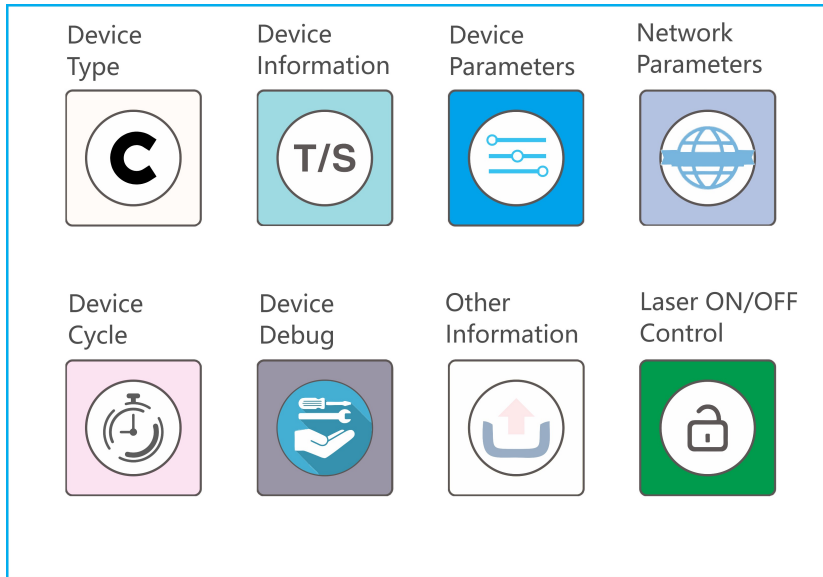 Device
Type
Device
Information
Device
Parameters
Network
Parameters
C
T/S
Device
Cycle
Device
Debug
Other
Information
Laser ON/OFF
Control